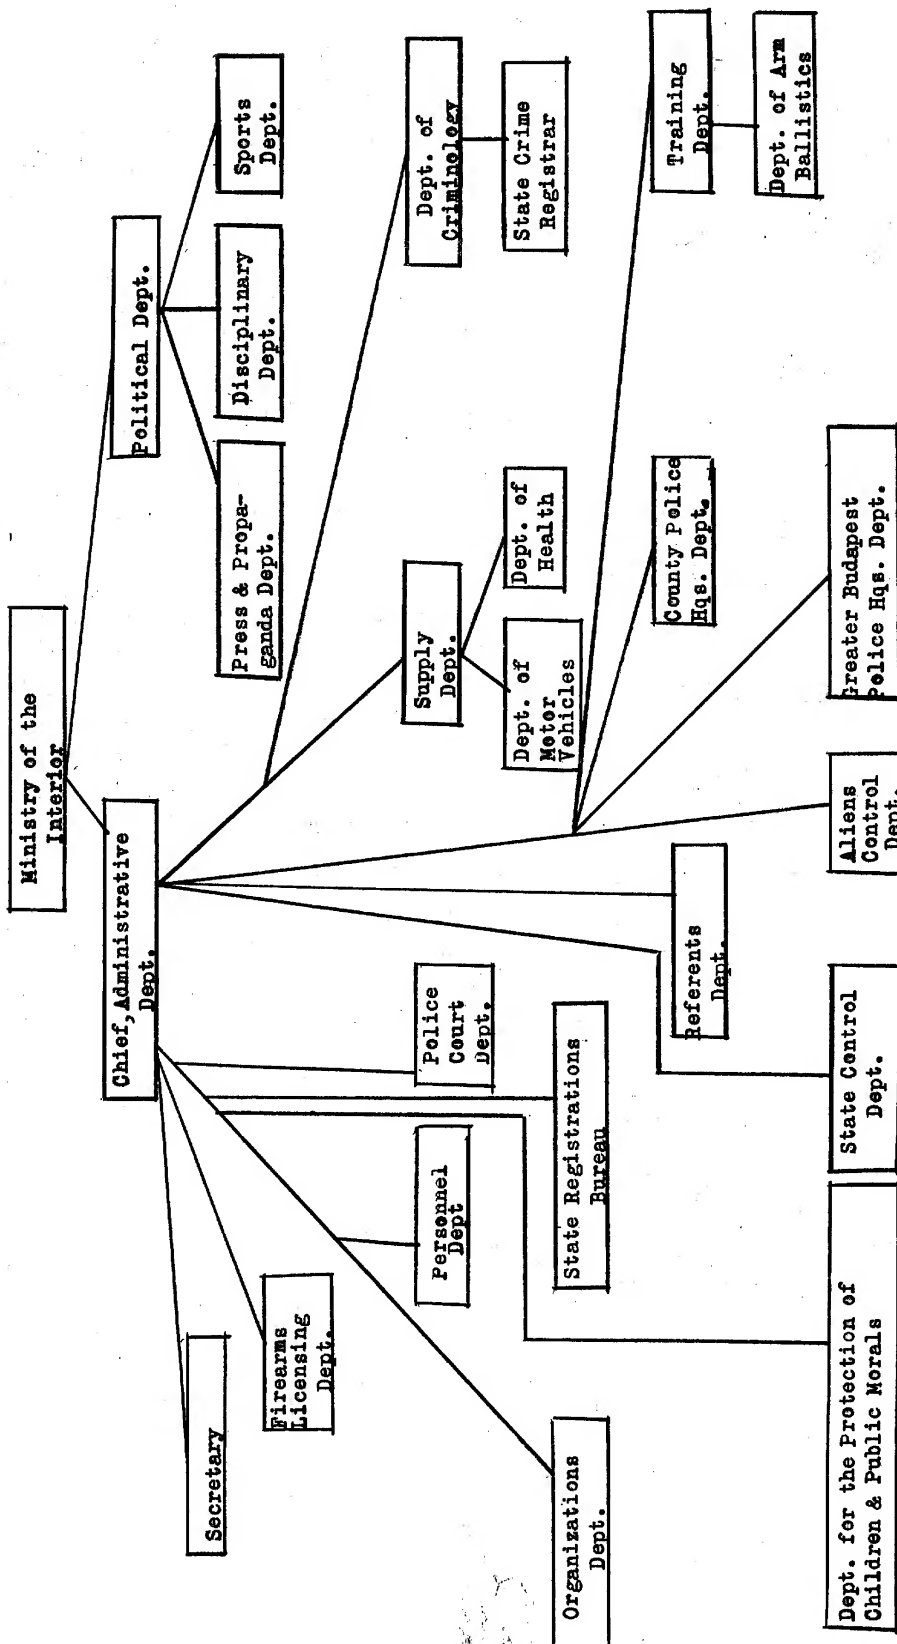 Ministry of the
Interior
Chief, Administrative
Dept.
Political Dept.
Secretary
Firearms
Licensing
Dept.
Press & Propa-
ganda Dept.
Disciplinary
Dept.
Sports
Dept.
Organizations
Dept.
Personnel
Dept
Police
Court
Dept.
State Registrations
Bureau
Supply
Dept.
Dept. of
Motor
Vehicles
Dept. of
Health
Dept. of
Criminology
State Crime
Registrar
Referents
Dept.
County Police
Hqs. Dept.
Training
Dept.
Dept. of Arm
Ballistics
Dept. for the Protection of
Children & Public Morals
State Control
Dept.
Aliens
Control
Dept.
Greater Budapest
Police Hqs. Dept.